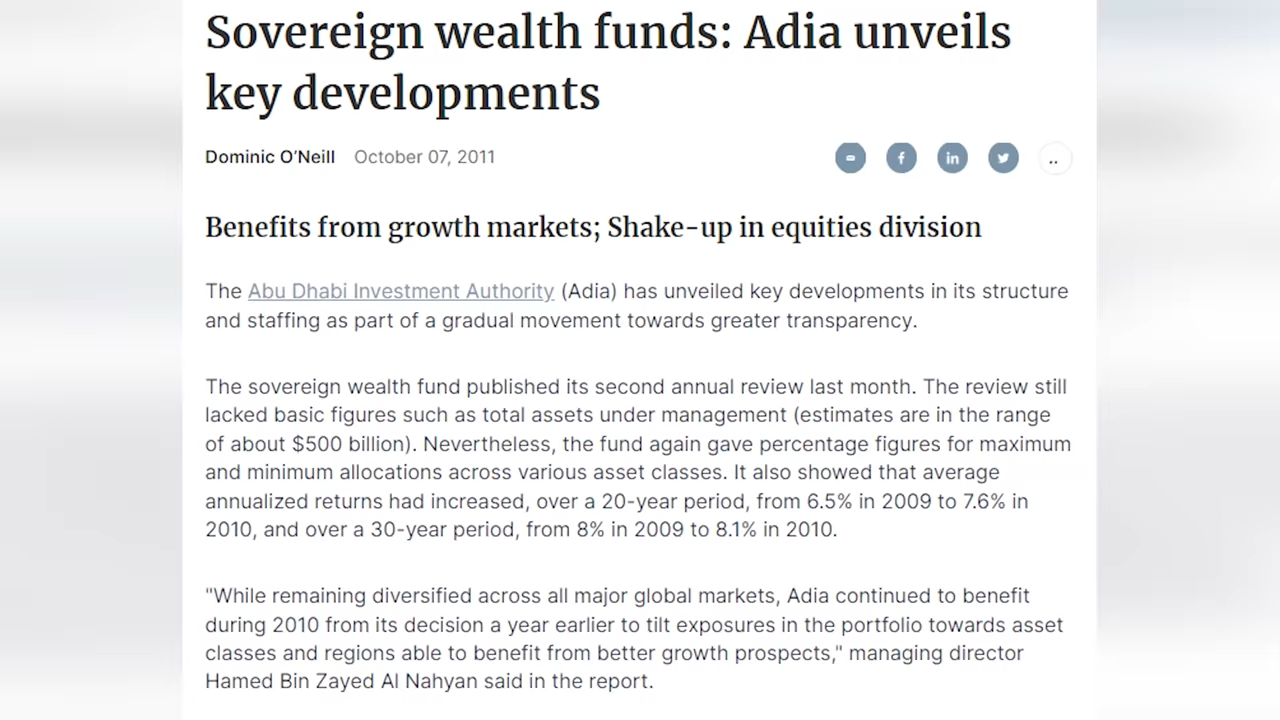 Sovereign wealth funds: Adia unveils
key developments
Dominic O'Neill October 07, 2011
f in ..
Benefits from growth markets; Shake-up in equities division
The Abu Dhabi Investment Authority (Adia) has unveiled key developments in its structure
and staffing as part of a gradual movement towards greater transparency.
The sovereign wealth fund published its second annual review last month. The review still
lacked basic figures such as total assets under management (estimates are in the range
of about $500 billion). Nevertheless, the fund again gave percentage figures for maximum
and minimum allocations across various asset classes. It also showed that average
annualized returns had increased, over a 20-year period, from 6.5% in 2009 to 7.6% in
2010, and over a 30-year period, from 8% in 2009 to 8.1% in 2010.
"While remaining diversified across all major global markets, Adia continued to benefit
during 2010 from its decision a year earlier to tilt exposures in the portfolio towards asset
classes and regions able to benefit from better growth prospects," managing director
Hamed Bin Zayed Al Nahyan said in the report.